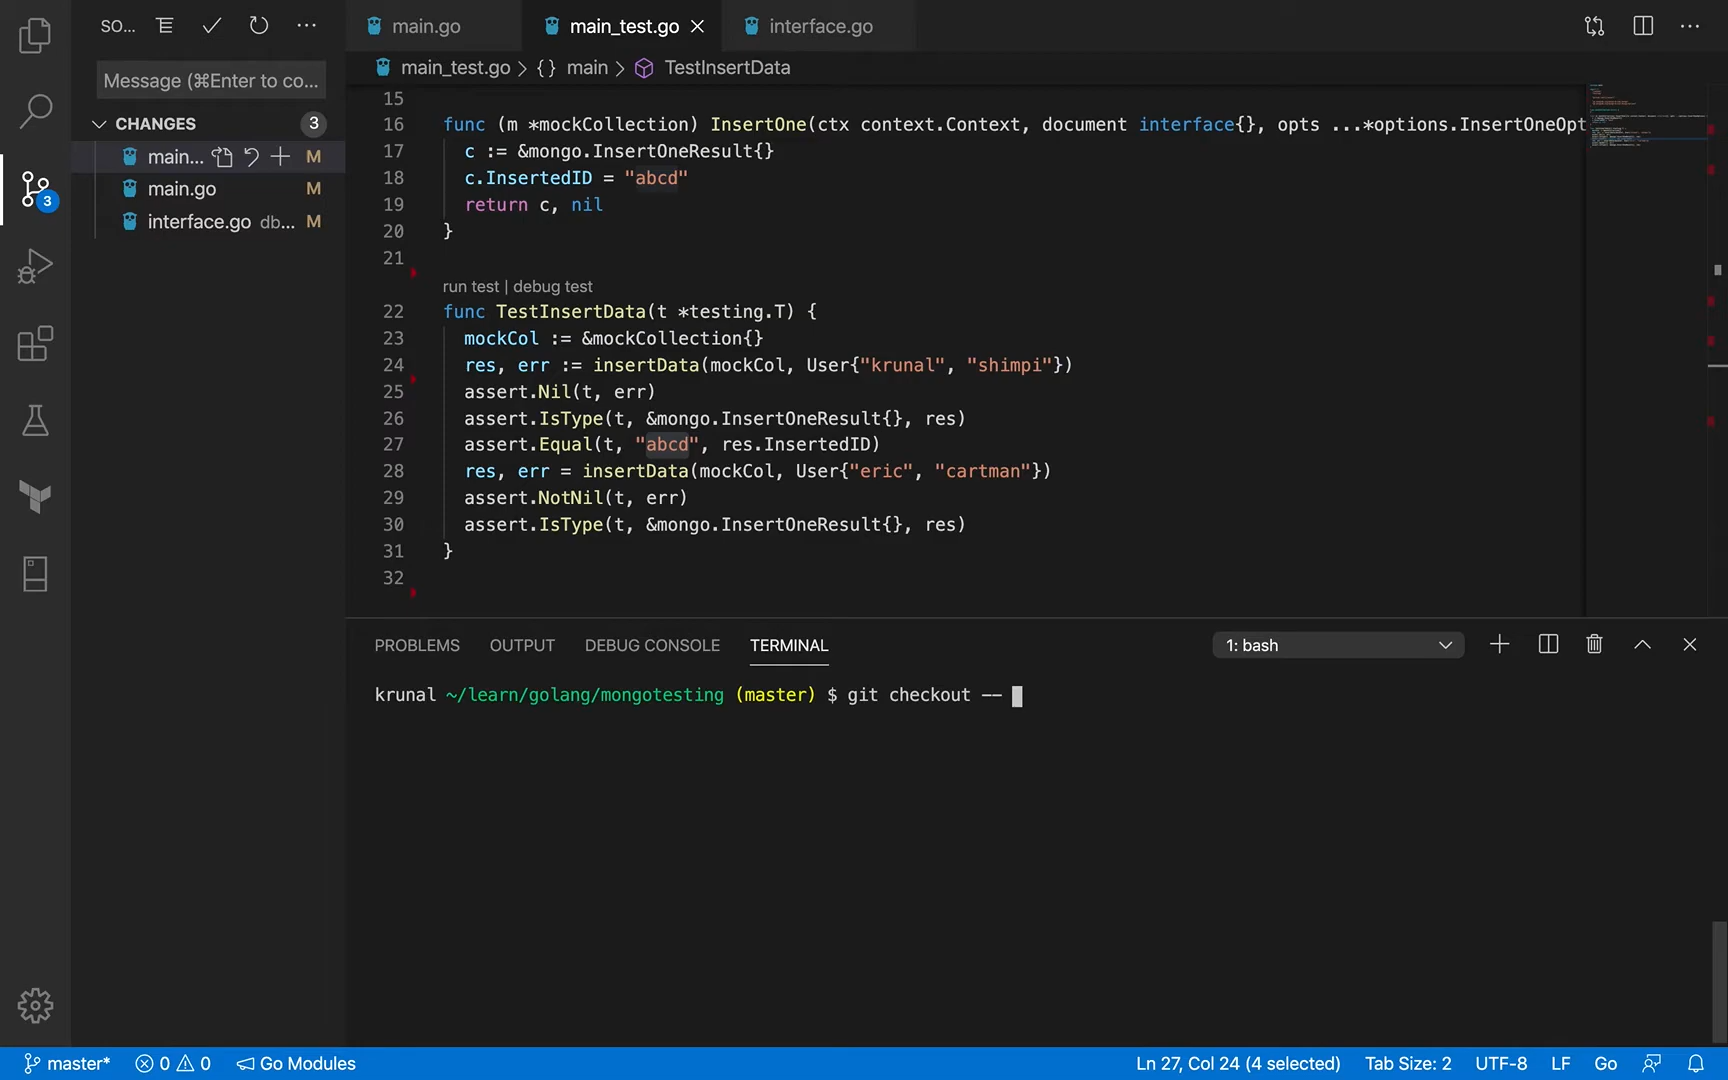 SO...
main.go
main_test.go
interface.go
main_test.go > {} main > TestInsertData
Message (⌘Enter to co...
CHANGES 3
main... M
main.go M
interface.go db... M
3
15
16 func (m *mockCollection) InsertOne(ctx context.Context, document interface{}, opts ...*options.InsertOneOpt
17 c := &mongo.InsertOneResult{}
18 c.InsertedID = "abcd"
19 return c, nil
20 }
21
run test | debug test
22 func TestInsertData(t *testing.T) {
23 mockCol := &mockCollection{}
24 res, err := insertData(mockCol, User{"krunal", "shimpi"})
25 assert.Nil(t, err)
26 assert.IsType(t, &mongo.InsertOneResult{}, res)
27 assert.Equal(t, "abcd", res.InsertedID)
28 res, err = insertData(mockCol, User{"eric", "cartman"})
29 assert.NotNil(t, err)
30 assert.IsType(t, &mongo.InsertOneResult{}, res)
31 }
32
PROBLEMS OUTPUT DEBUG CONSOLE TERMINAL 1: bash
krunal ~/learn/golang/mongotesting (master) $ git checkout --
master* 0 0 Go Modules Ln 27, Col 24 (4 selected) Tab Size: 2 UTF-8 LF Go